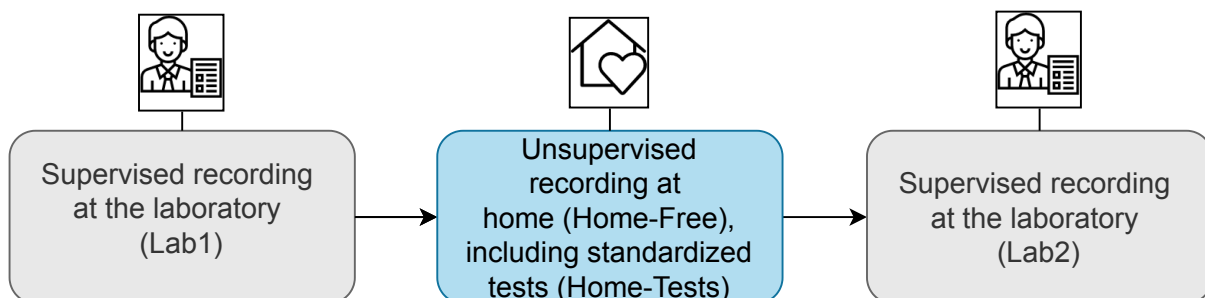 Supervised recording
at the laboratory
(Lab1)
Unsupervised
recording at
home (Home-Free),
including standardized
tests (Home-Tests)
Supervised recording
at the laboratory
(Lab2)